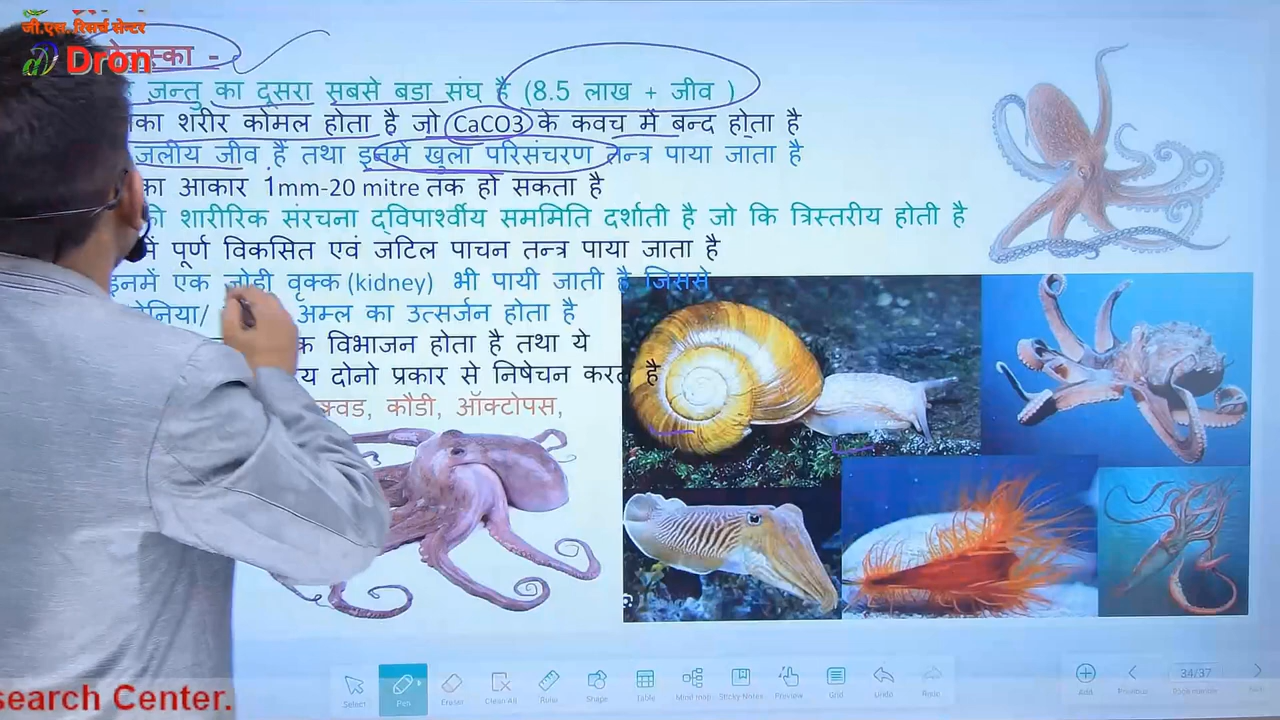 जी.एस. रिसर्च सेन्टर
Dron
जन्तु का दूसरा सबसे बडा संघ है (8.5 लाख + जीव )
शरीर कोमल होता है जो CaCO3 के कवच में बन्द होता है
जलीय जीव हैं तथा इनमें खुला परिसंचरण तन्त्र पाया जाता है
का आकार 1mm-20 mitre तक हो सकता है
की शारीरिक संरचना द्विपार्श्वीय सममिति दर्शाती है जो कि त्रिस्तरीय होती है
में पूर्ण विकसित एवं जटिल पाचन तन्त्र पाया जाता है
इनमें एक जोडी वृक्क (kidney) भी पायी जाती है जिससे
अम्ल का उत्सर्जन होता है
विभाजन होता है तथा ये
दोनो प्रकार से निषेचन करते है
कौडी, ऑक्टोपस,
Select Pen Eraser Clean All Ruler Shape Table Mind map Sticky Notes Preview Grid Undo Redo Add Previous 34/37
search Center.